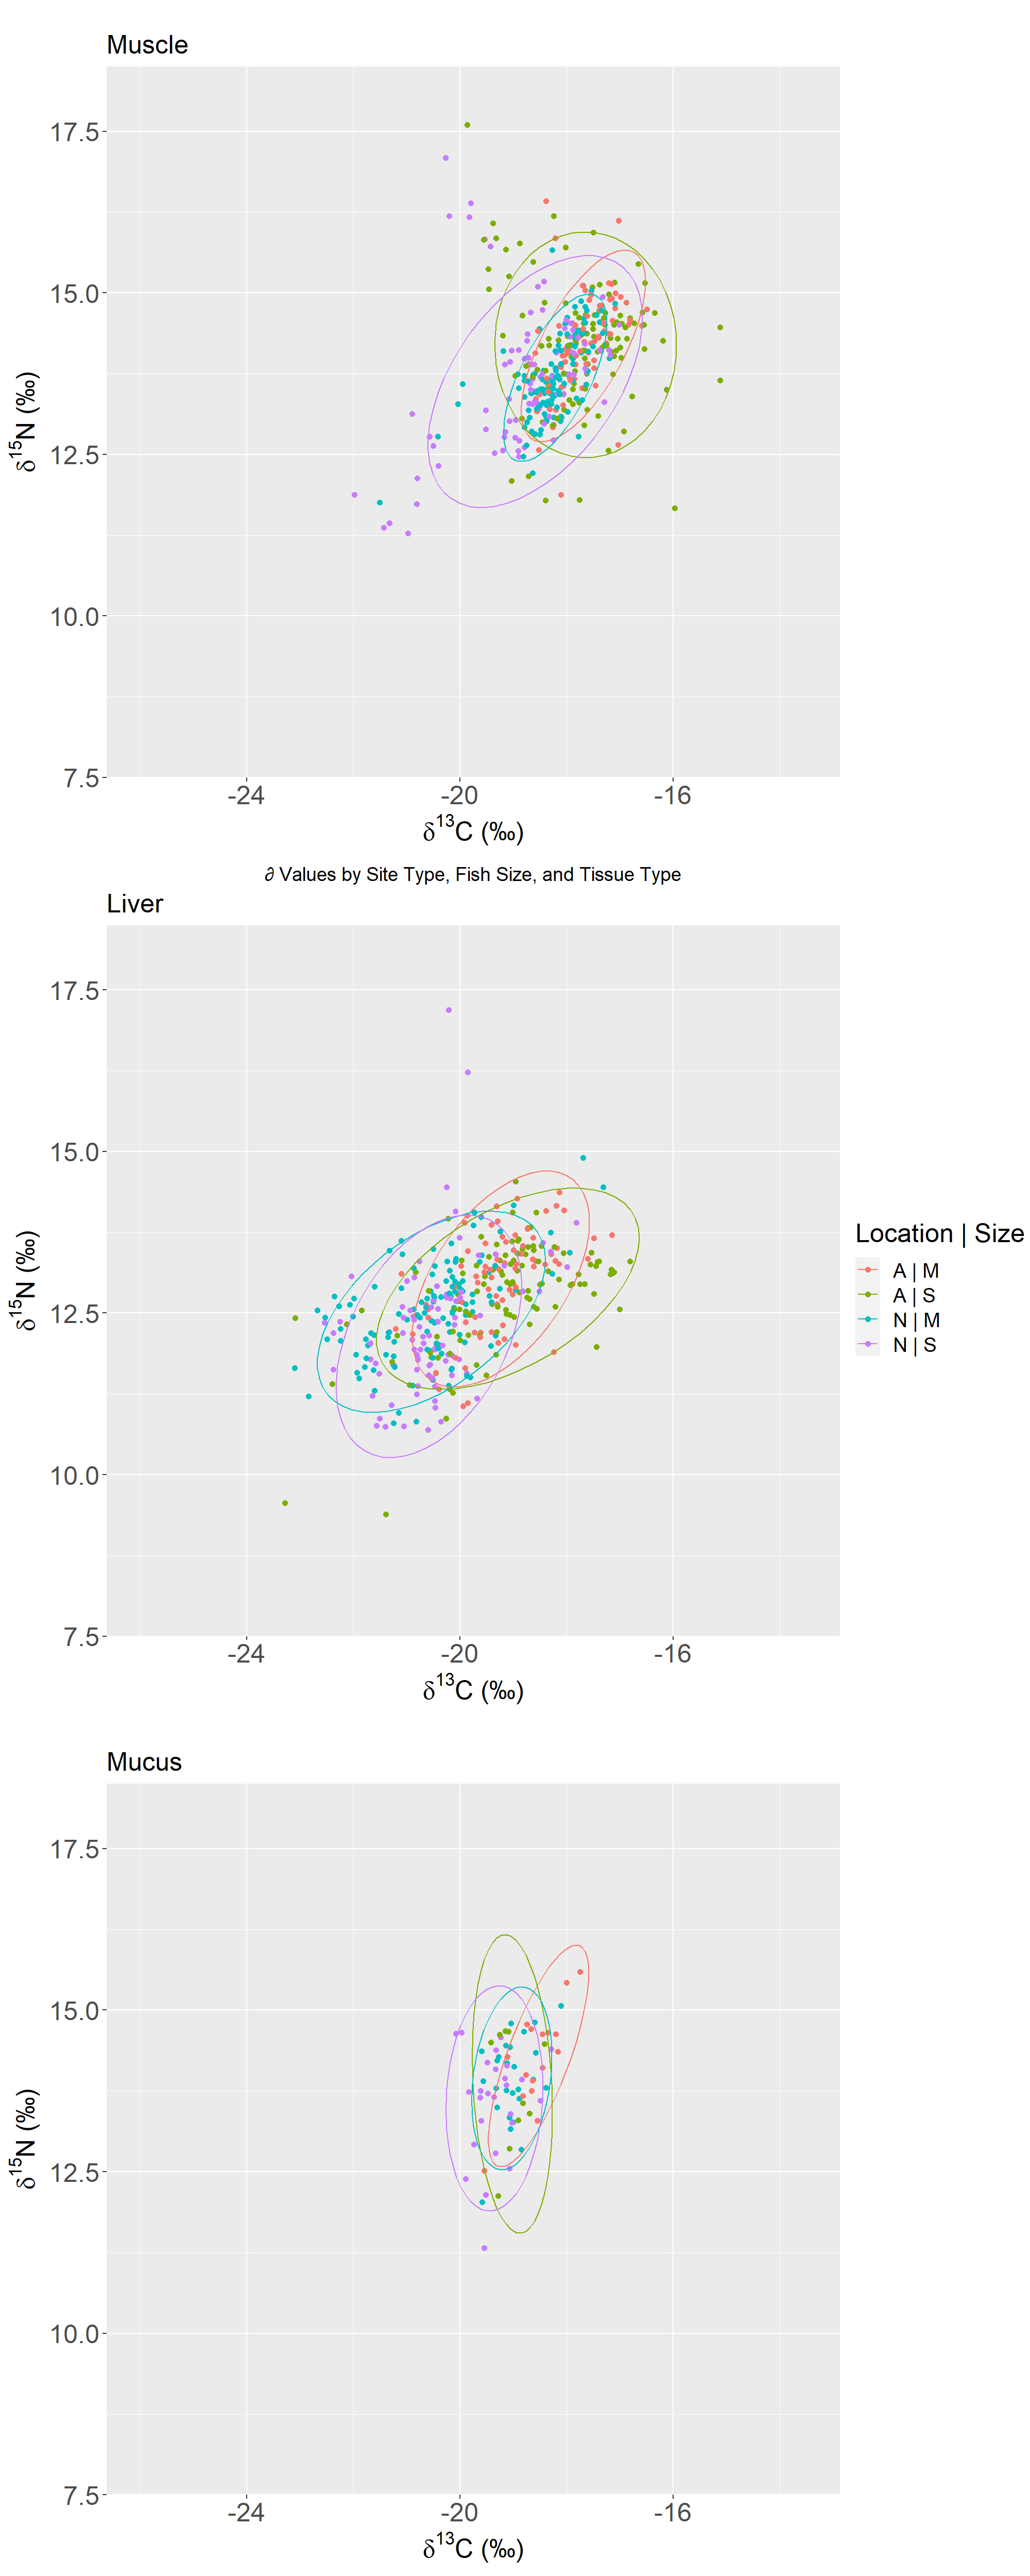 Muscle
17.5
15.0
12.5
10.0
7.5
δ15N (‰)
-24 -20 -16
δ13C (‰)
∂ Values by Site Type, Fish Size, and Tissue Type
Liver
17.5
15.0
12.5
10.0
7.5
δ15N (‰)
-24 -20 -16
δ13C (‰)
Location | Size
A | M
A | S
N | M
N | S
Mucus
17.5
15.0
12.5
10.0
7.5
δ15N (‰)
-24 -20 -16
δ13C (‰)